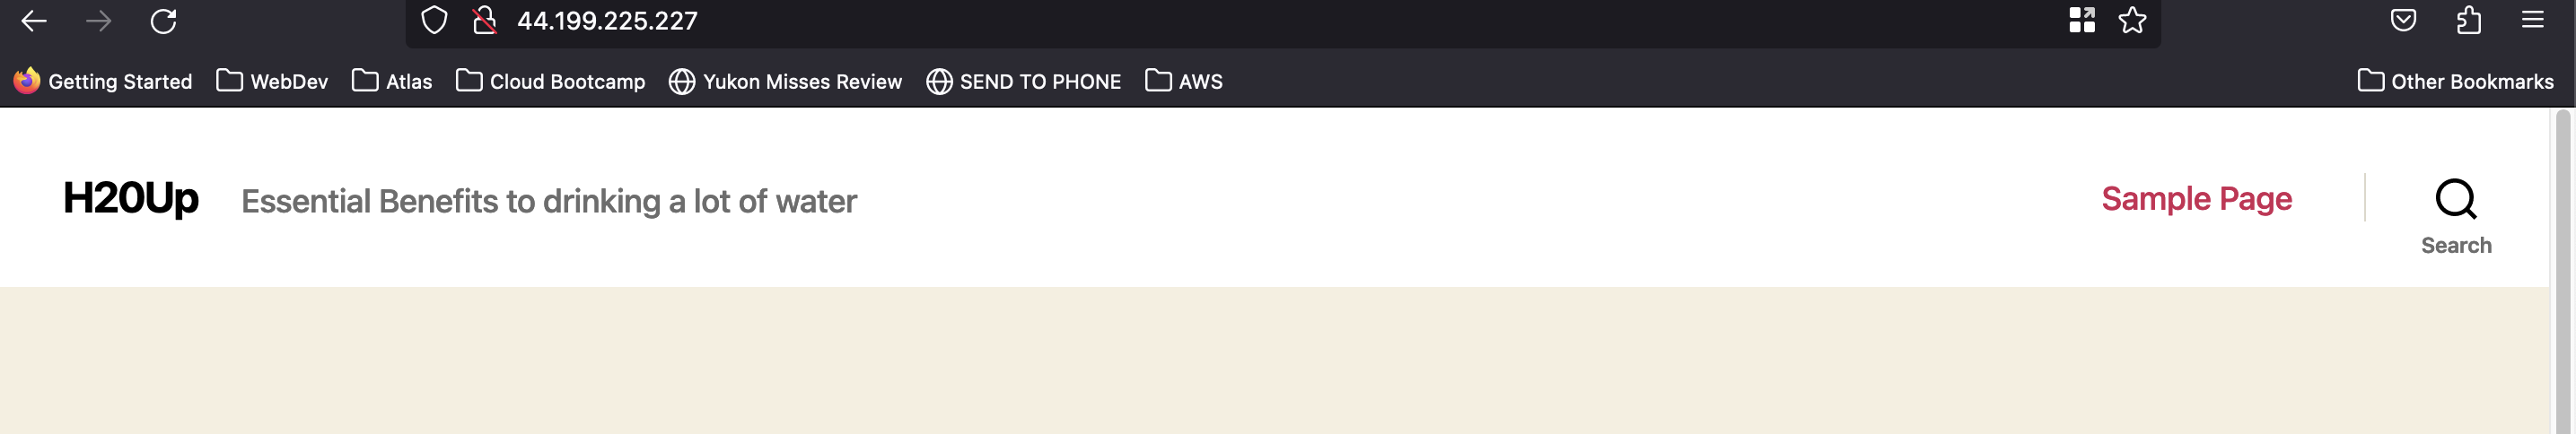 44.199.225.227
Getting Started WebDev Atlas Cloud Bootcamp Yukon Misses Review SEND TO PHONE AWS Other Bookmarks
H20Up Essential Benefits to drinking a lot of water Sample Page
Search